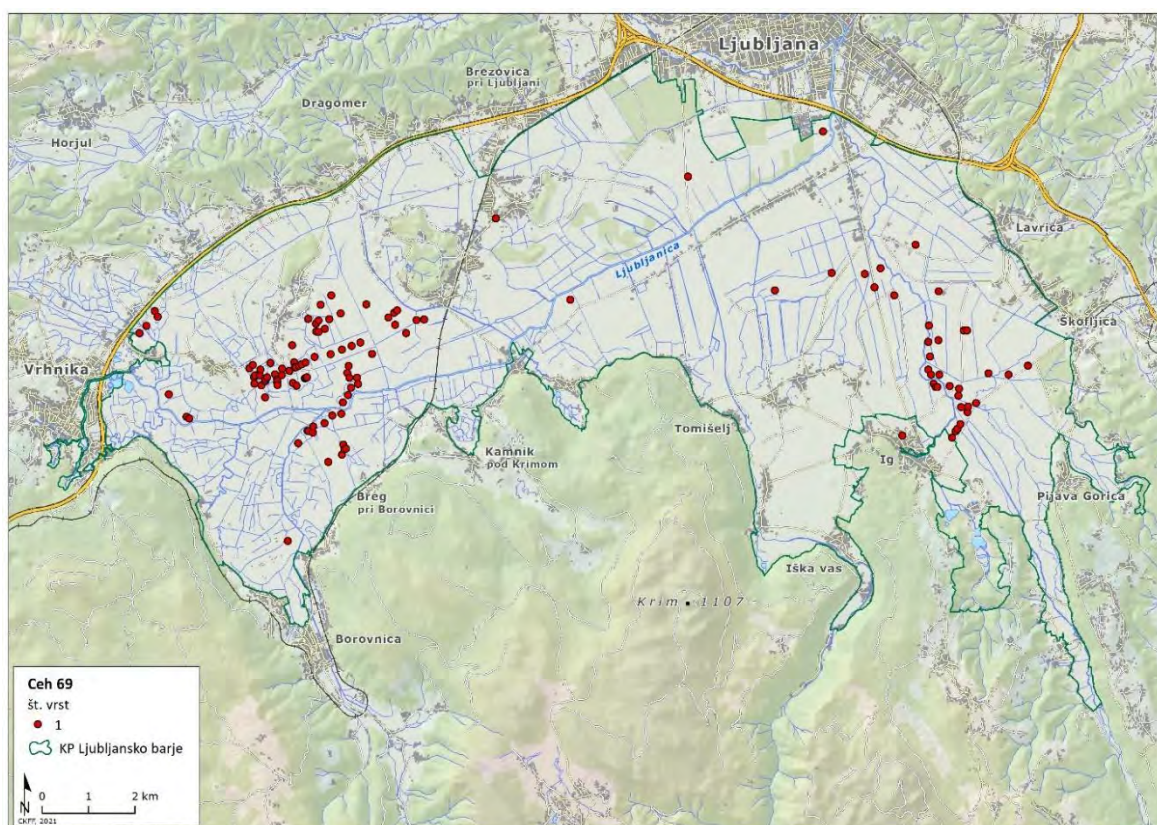 Ljubljana
Brezovica
pri Ljubljani
Dragomer
Horjul
Lavrica
Ljubljanica
Škofljica
Vrhnika
Tomišelj
Kamnik
pod Krimom
Ig
Breg
pri Borovnici
Pijava Gorica
Iška vas
Krim 1107
Borovnica
Ceh 69
št. vrst
1
KP Ljubljansko barje
N
0 1 2 km
CKFF, 2021